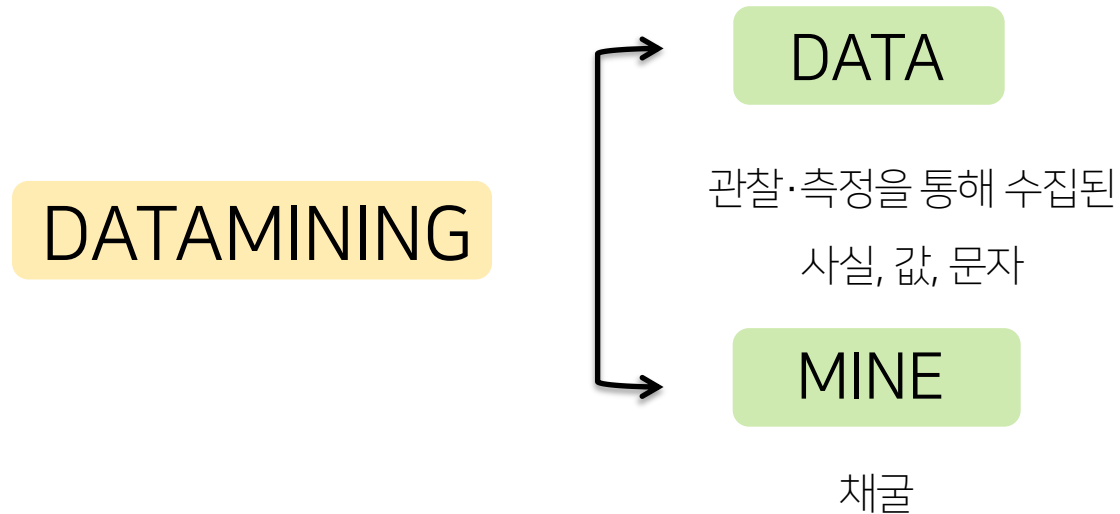 DATAMINING
DATA
관찰·측정을 통해 수집된
사실, 값, 문자
MINE
채굴